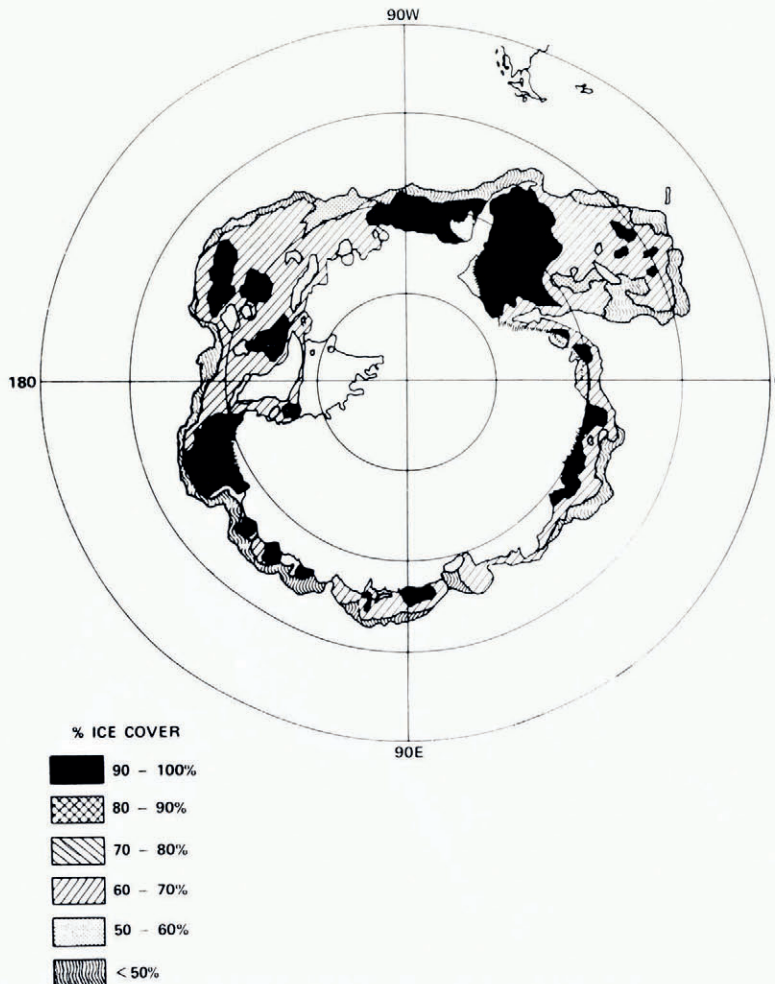 90W
180
90E
% ICE COVER
90 – 100%
80 – 90%
70 – 80%
60 – 70%
50 – 60%
< 50%